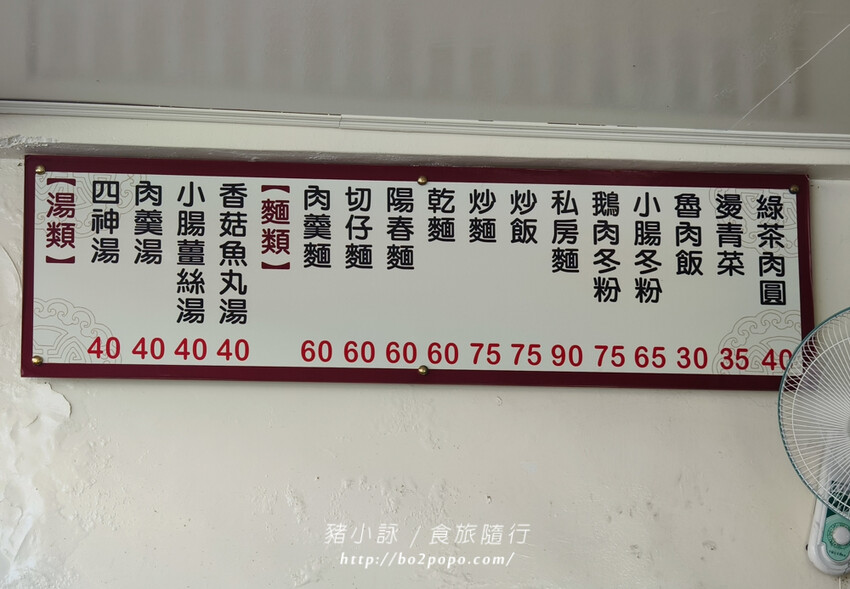 綠茶肉圓 40
燙青菜 35
魯肉飯 30
小腸冬粉 65
鵝肉冬粉 75
私房麵 90
炒飯 75
炒麵 75
乾麵 60
陽春麵 60
切仔麵 60
肉羹麵 60
【麵類】
香菇魚丸湯 40
小腸薑絲湯 40
肉羹湯 40
四神湯 40
【湯類】
豬小詠 / 食旅隨行
http://bo2popo.com/